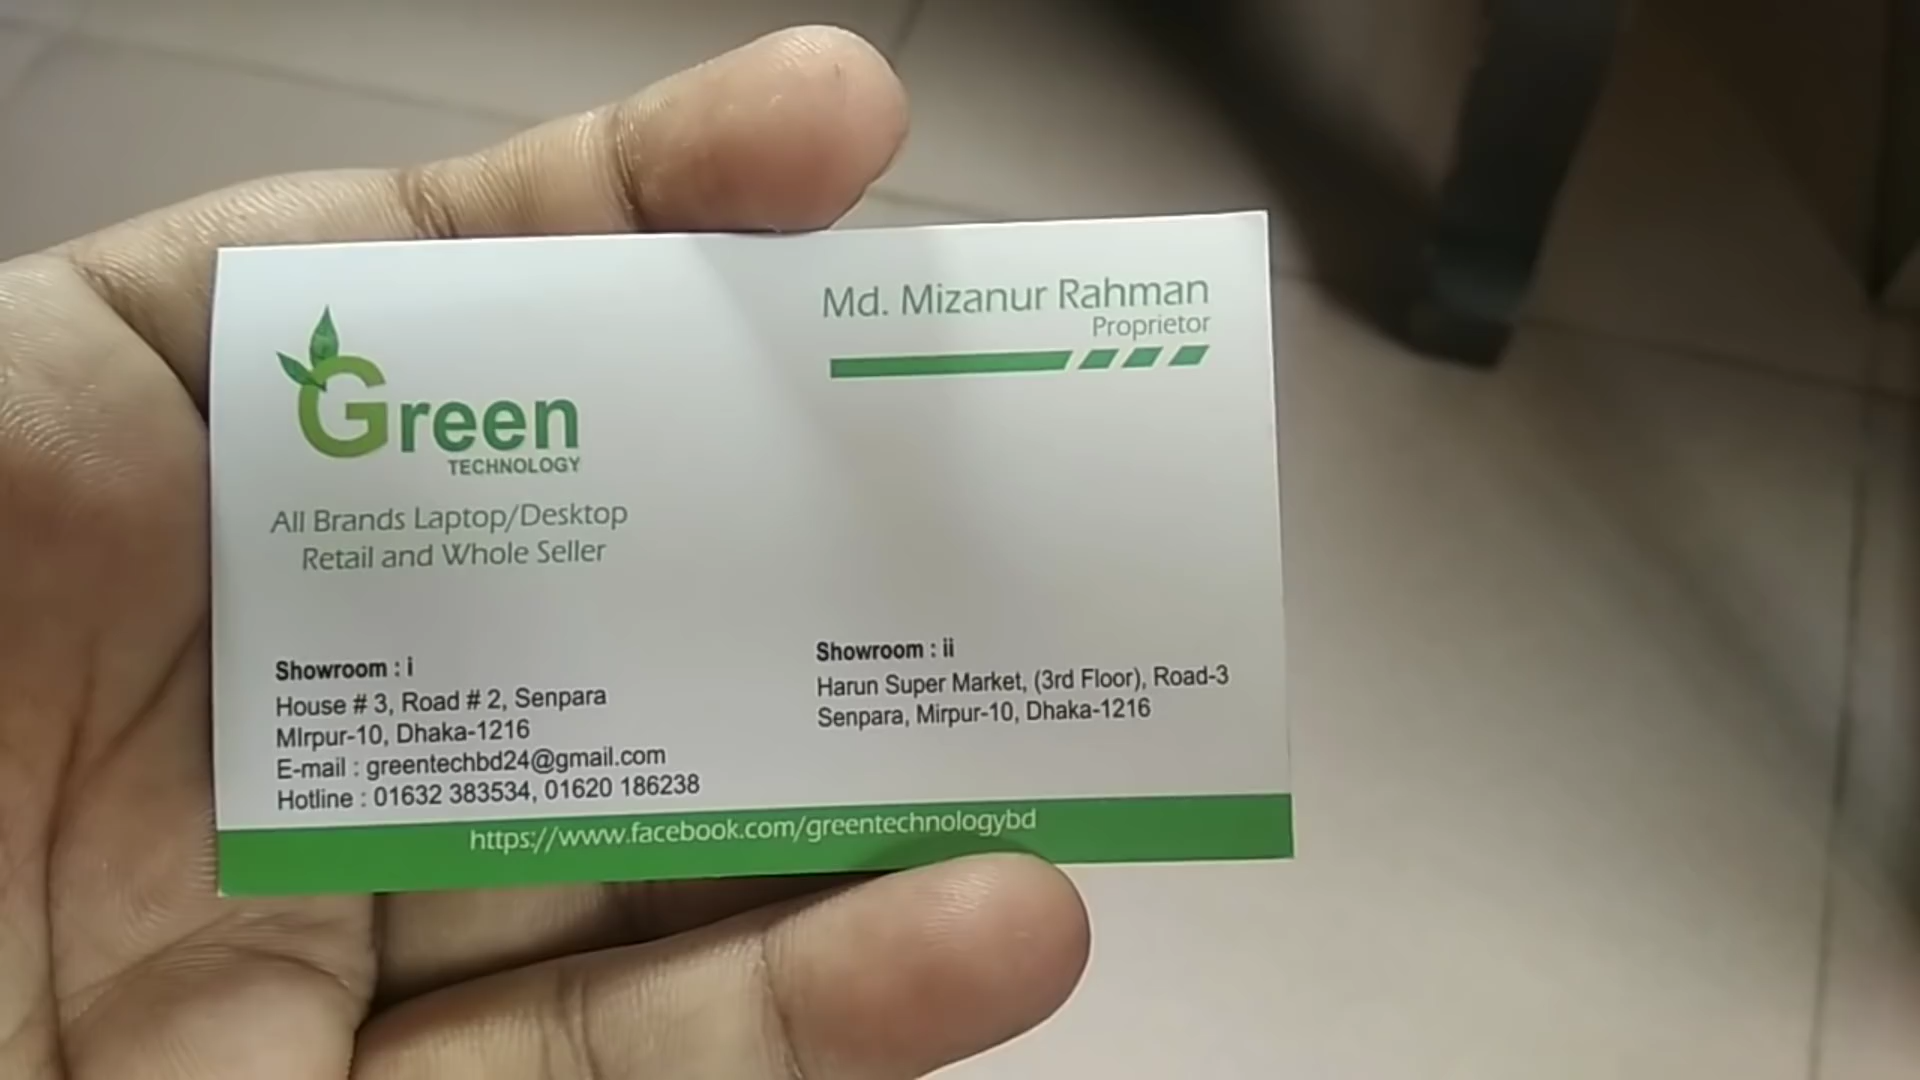 Green
TECHNOLOGY
All Brands Laptop/Desktop
Retail and Whole Seller
Md. Mizanur Rahman
Proprietor
Showroom : i
House # 3, Road # 2, Senpara
MIrpur-10, Dhaka-1216
E-mail : greentechbd24@gmail.com
Hotline : 01632 383534, 01620 186238
Showroom : ii
Harun Super Market, (3rd Floor), Road-3
Senpara, Mirpur-10, Dhaka-1216
https://www.facebook.com/greentechnologybd